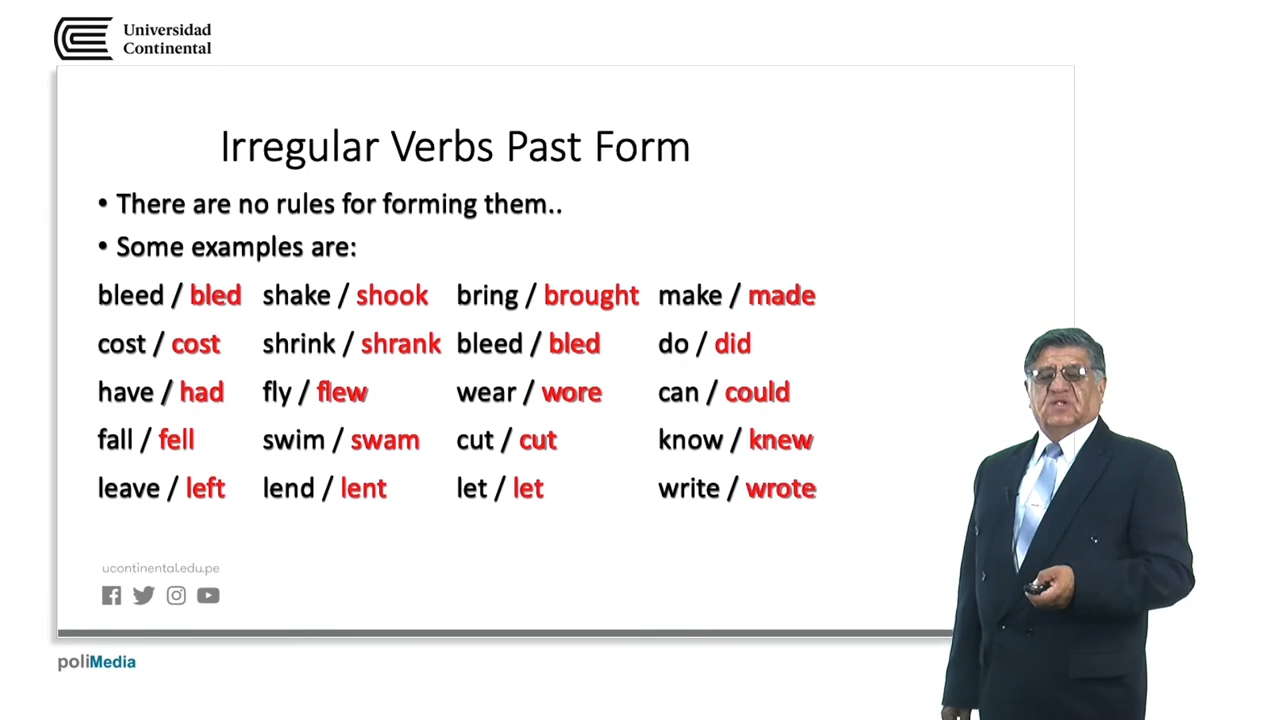 Universidad
Continental
Irregular Verbs Past Form
• There are no rules for forming them..
• Some examples are:
bleed / bled shake / shook bring / brought make / made
cost / cost shrink / shrank bleed / bled do / did
have / had fly / flew wear / wore can / could
fall / fell swim / swam cut / cut know / knew
leave / left lend / lent let / let write / wrote
ucontinental.edu.pe
poliMedia